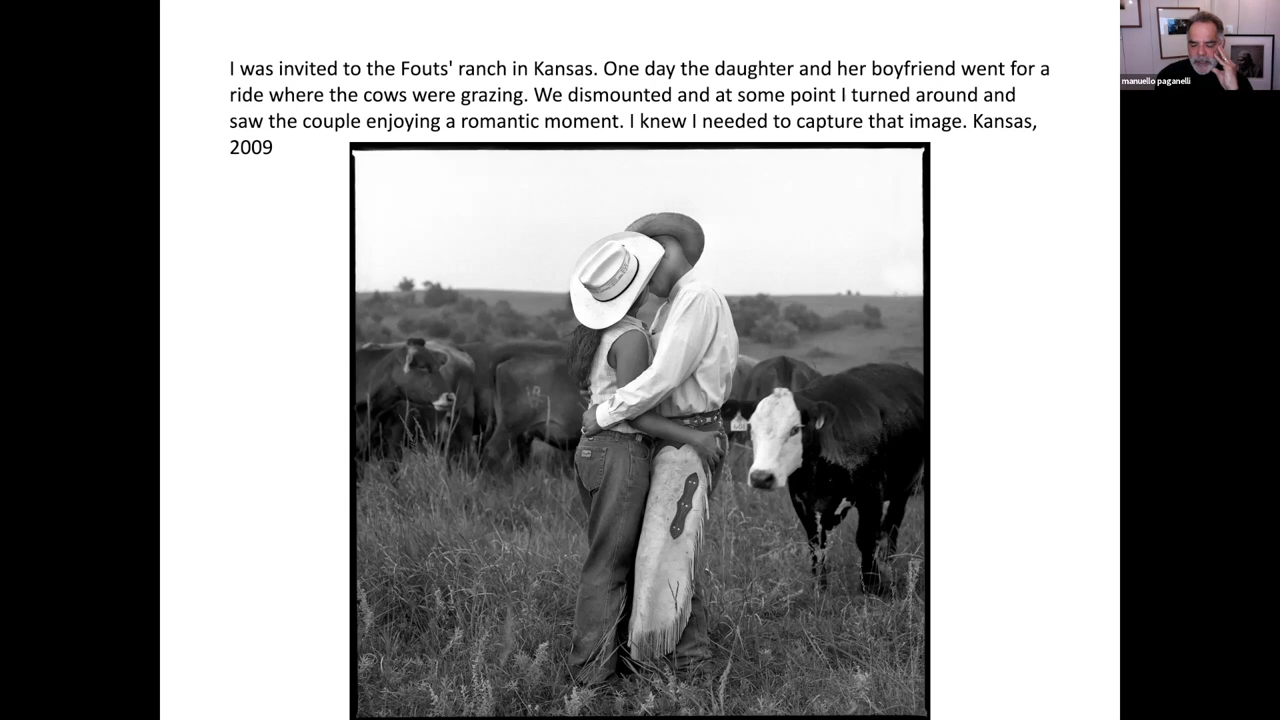 I was invited to the Fouts' ranch in Kansas. One day the daughter and her boyfriend went for a
ride where the cows were grazing. We dismounted and at some point I turned around and
saw the couple enjoying a romantic moment. I knew I needed to capture that image. Kansas,
2009
manuello paganelli